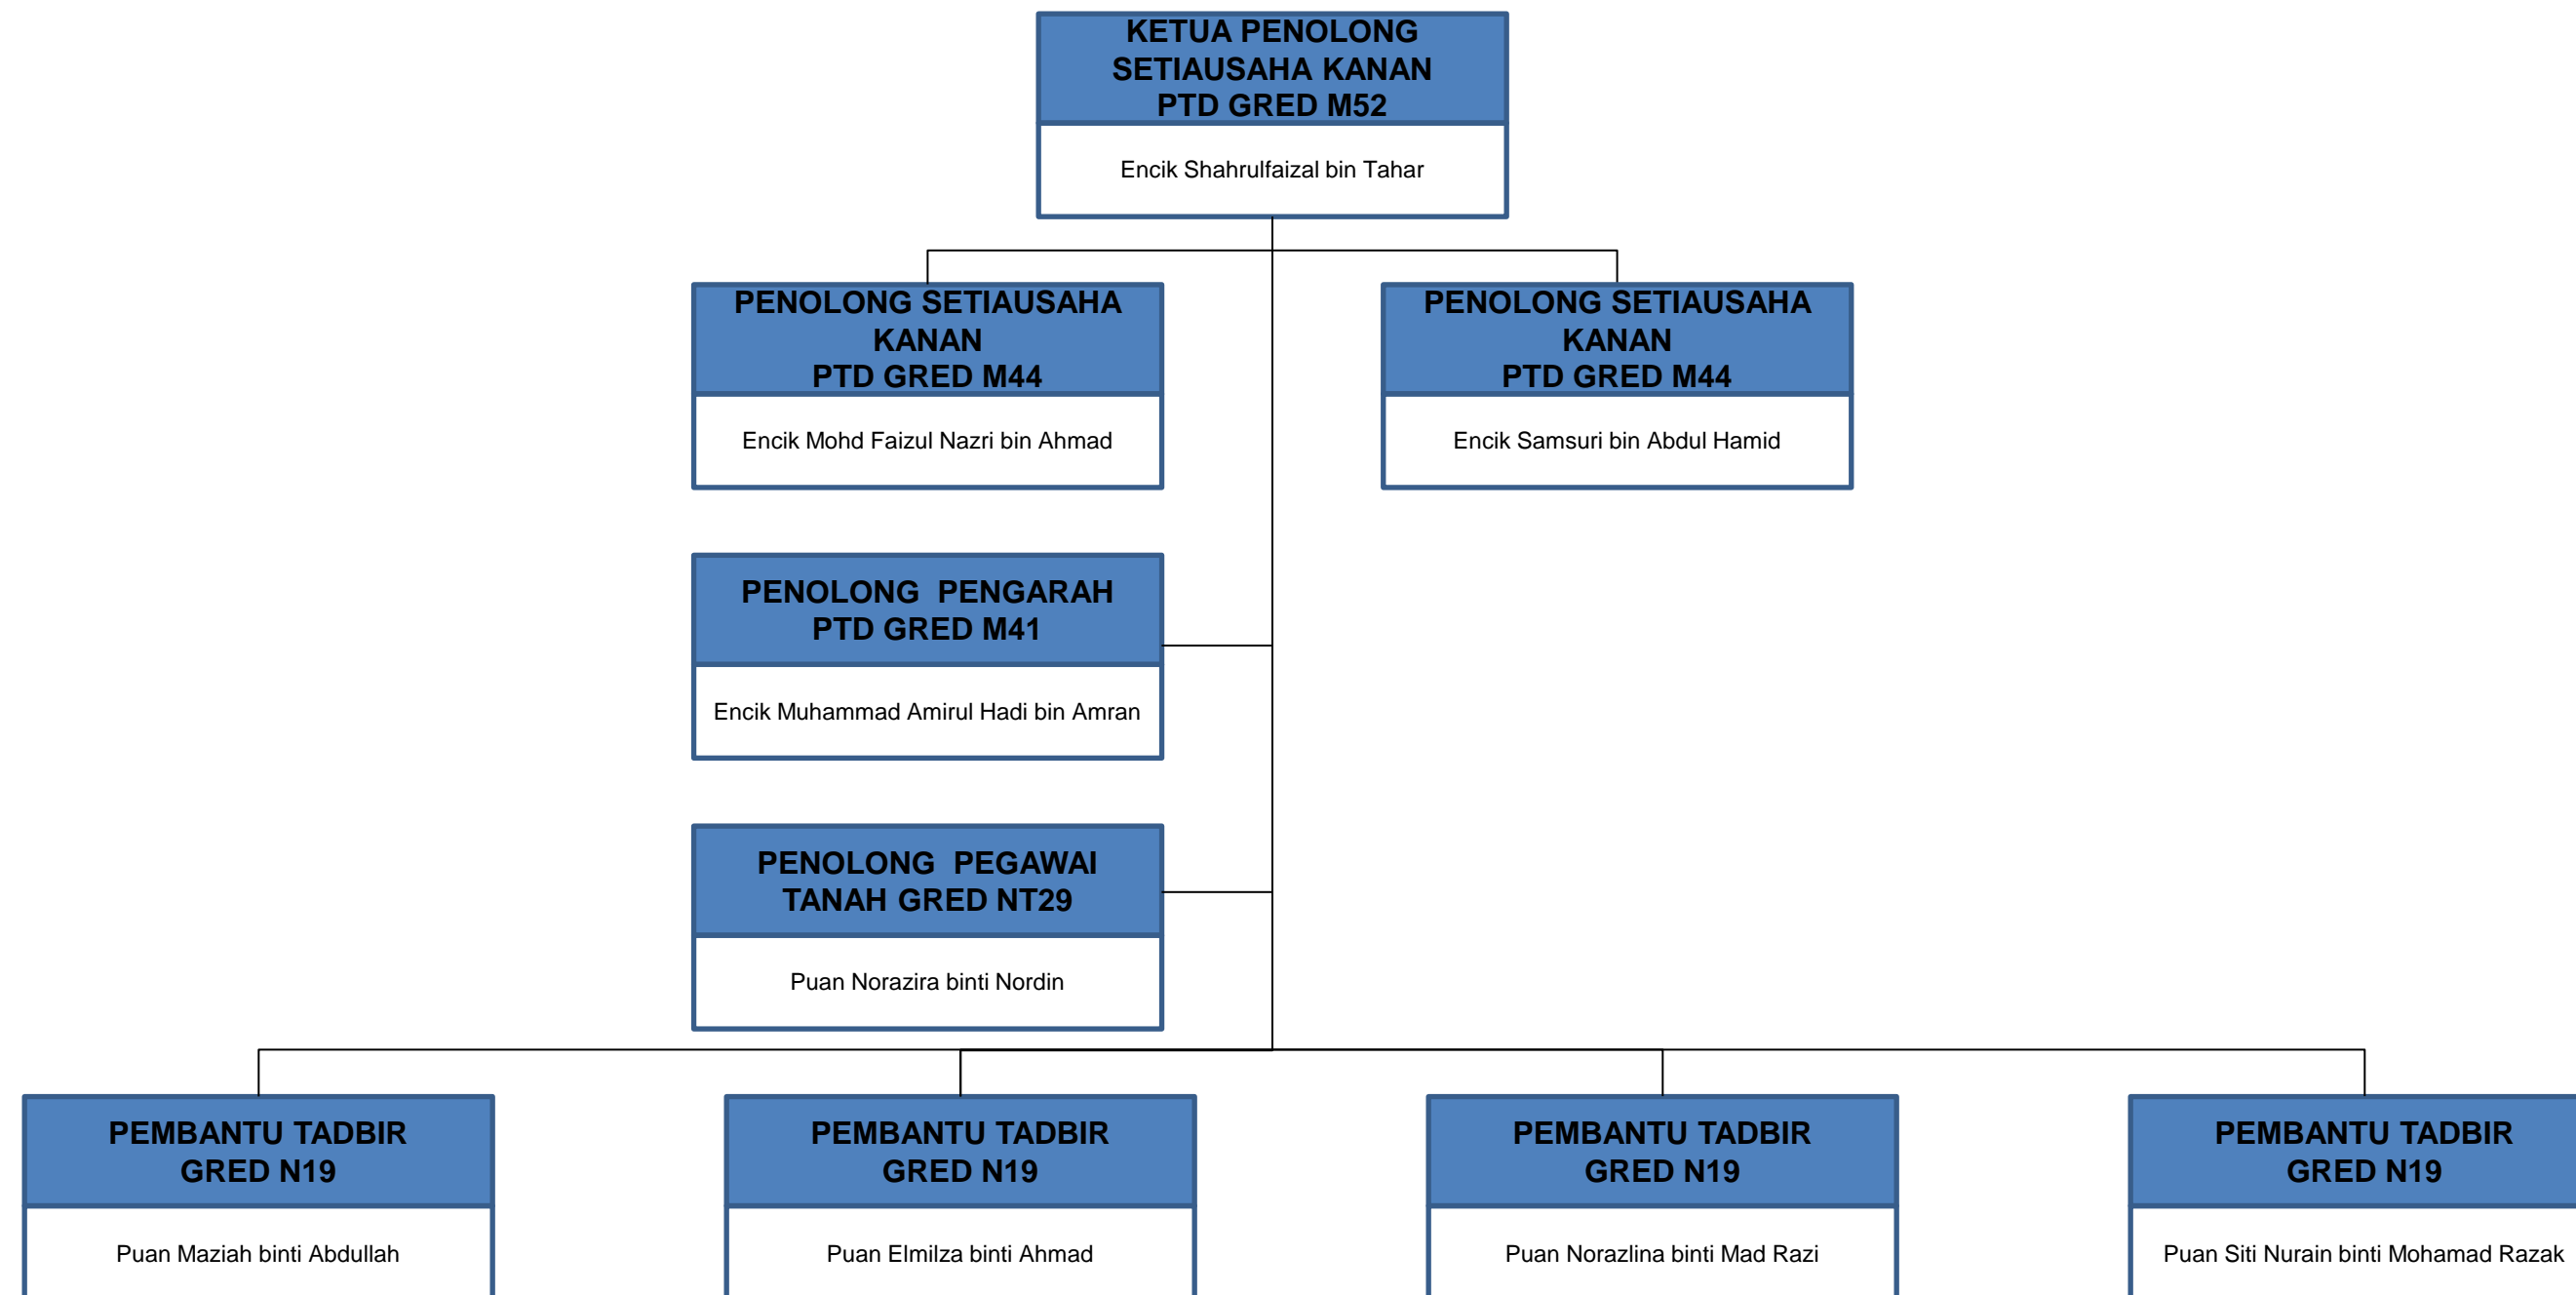 KETUA PENOLONG
SETIAUSAHA KANAN
PTD GRED M52
Encik Shahrulfaizal bin Tahar
PENOLONG SETIAUSAHA
KANAN
PTD GRED M44
Encik Mohd Faizul Nazri bin Ahmad
PENOLONG SETIAUSAHA
KANAN
PTD GRED M44
Encik Samsuri bin Abdul Hamid
PENOLONG  PENGARAH
PTD GRED M41
Encik Muhammad Amirul Hadi bin Amran
PENOLONG  PEGAWAI
TANAH GRED NT29
Puan Norazira binti Nordin
PEMBANTU TADBIR
GRED N19
Puan Maziah binti Abdullah
PEMBANTU TADBIR
GRED N19
Puan Elmilza binti Ahmad
PEMBANTU TADBIR
GRED N19
Puan Norazlina binti Mad Razi
PEMBANTU TADBIR
GRED N19
Puan Siti Nurain binti Mohamad Razak